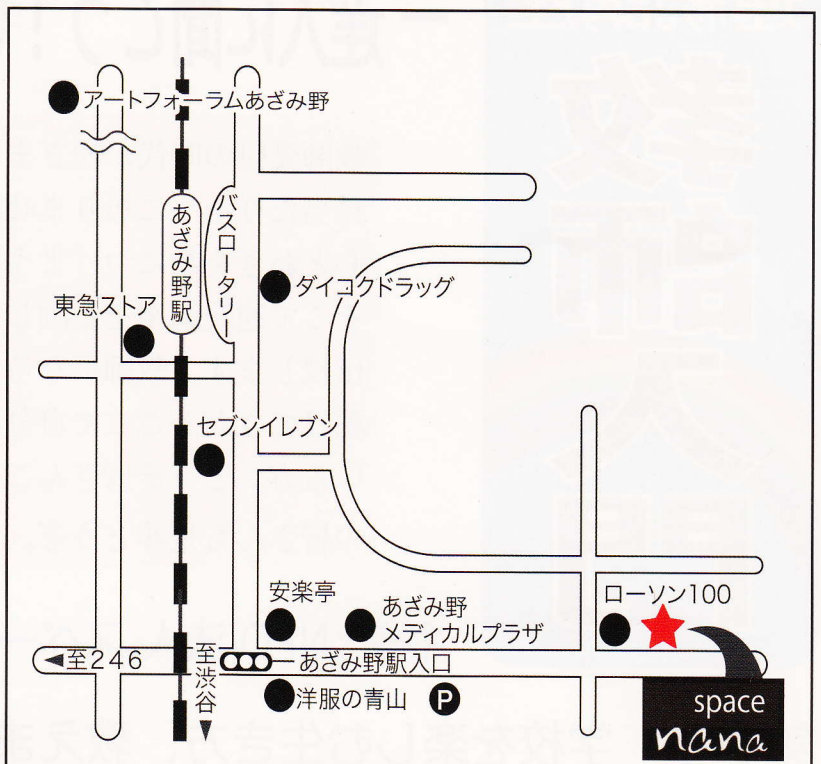 アートフォーラムあざみ野
バスロータリー
あざみ野駅
ダイコクドラッグ
東急ストア
セブンイレブン
安楽亭
あざみ野
メディカルプラザ
ローソン100
◀至246
至渋谷▼
あざみ野駅入口
洋服の青山 P
space
nana